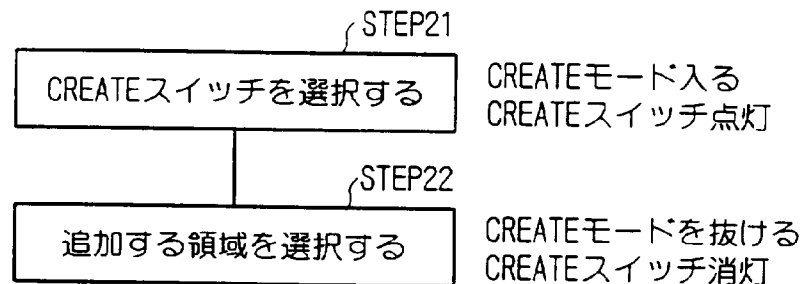 STEP21
CREATEスイッチを選択する
CREATEモード入る
CREATEスイッチ点灯
STEP22
追加する領域を選択する
CREATEモードを抜ける
CREATEスイッチ消灯